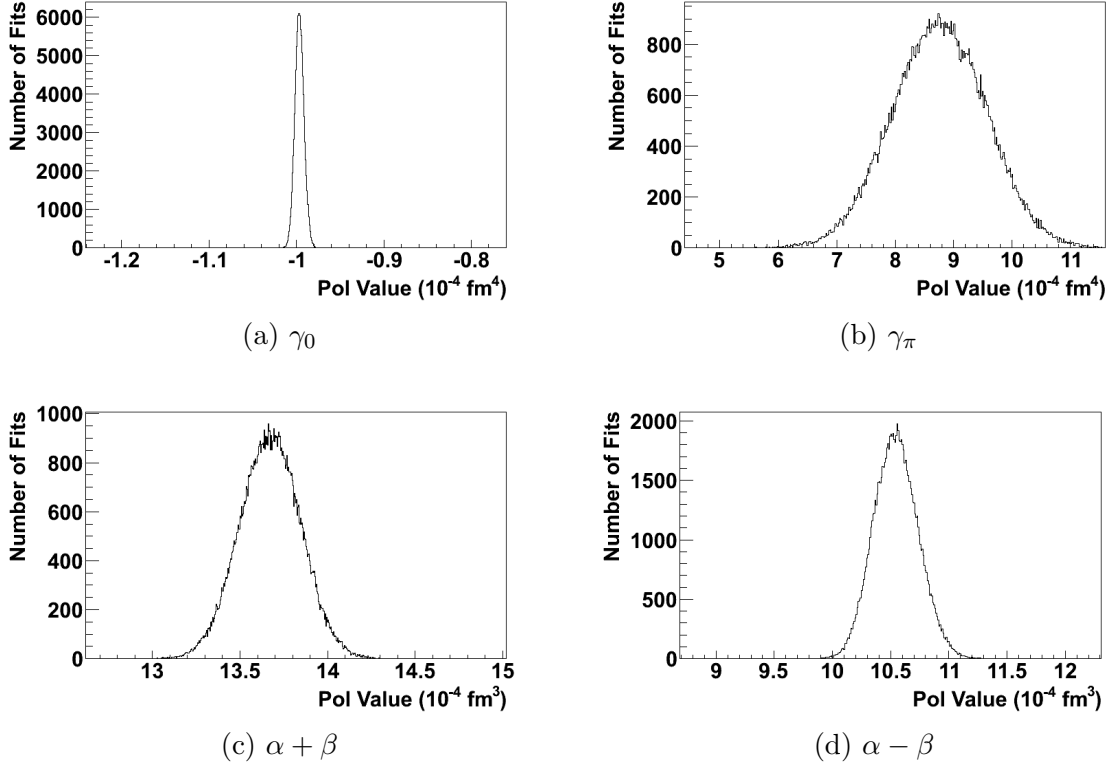 Number of Fits
6000
5000
4000
3000
2000
1000
0
-1.2 -1.1 -1 -0.9 -0.8
Pol Value (10⁻⁴ fm⁴)
(a) γ₀
Number of Fits
800
600
400
200
0
5 6 7 8 9 10 11
Pol Value (10⁻⁴ fm⁴)
(b) γπ
Number of Fits
1000
800
600
400
200
0
13 13.5 14 14.5 15
Pol Value (10⁻⁴ fm³)
(c) α + β
Number of Fits
2000
1500
1000
500
0
9 9.5 10 10.5 11 11.5 12
Pol Value (10⁻⁴ fm³)
(d) α − β